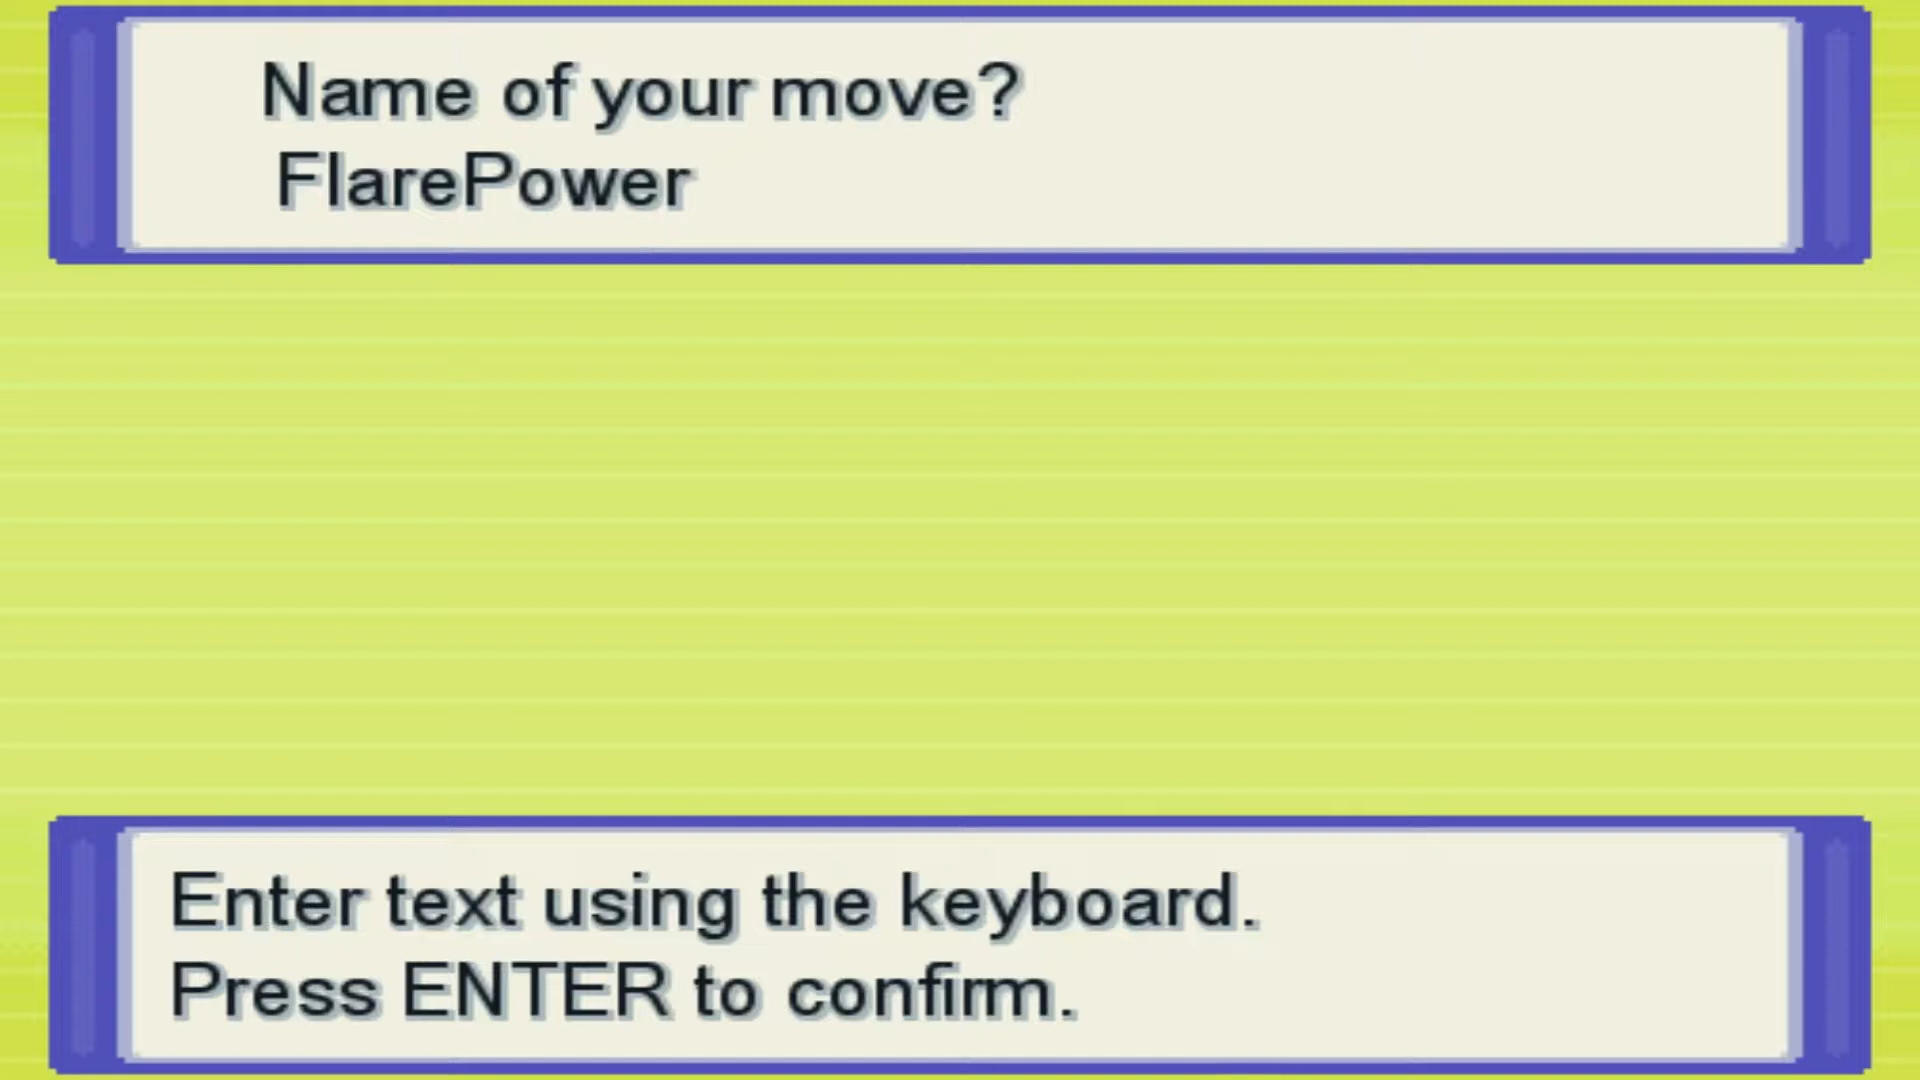 Name of your move?
FlarePower
Enter text using the keyboard.
Press ENTER to confirm.